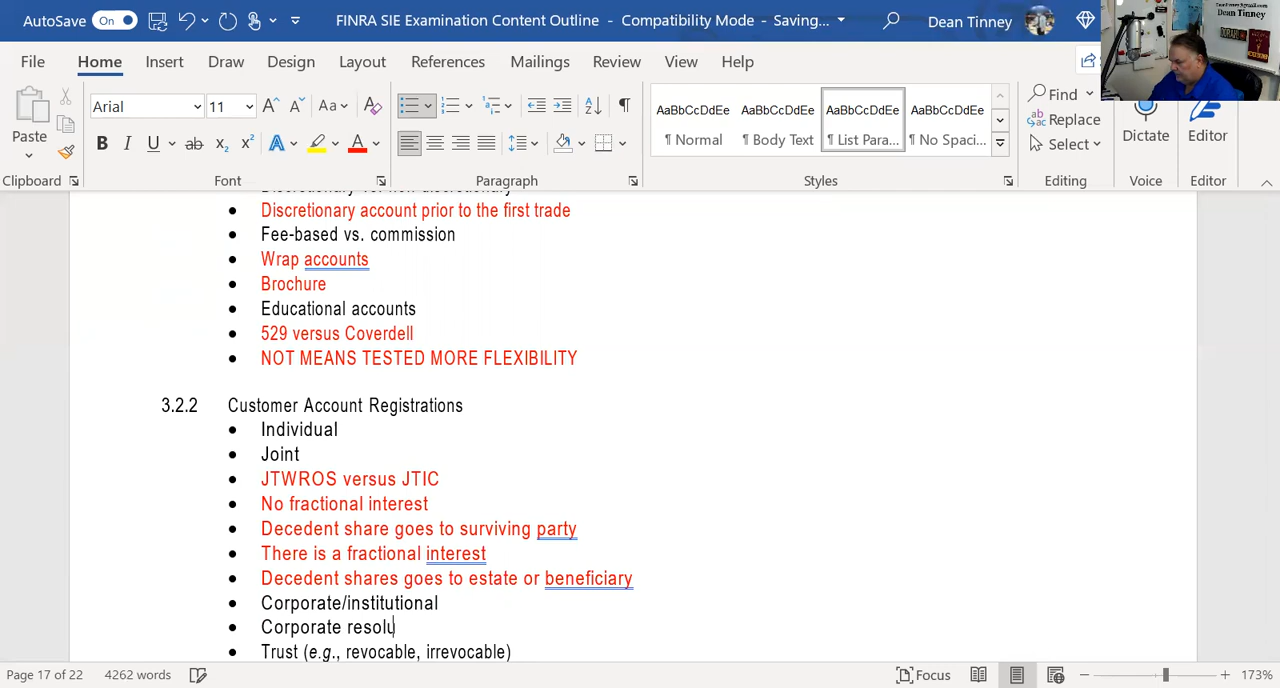 AutoSave On FINRA SIE Examination Content Outline – Compatibility Mode – Saving... Dean Tinney
Dean Tinney
File Home Insert Draw Design Layout References Mailings Review View Help
Paste
Arial 11 Aa
AaBbCcDdEe AaBbCcDdEe AaBbCcDdEe AaBbCcDdEe
¶ Normal ¶ Body Text ¶ List Para... ¶ No Spaci...
Find
Replace
Select
Dictate
Editor
Clipboard Font Paragraph Styles Editing Voice Editor
• Discretionary account prior to the first trade
• Fee-based vs. commission
• Wrap accounts
• Brochure
• Educational accounts
• 529 versus Coverdell
• NOT MEANS TESTED MORE FLEXIBILITY
3.2.2 Customer Account Registrations
• Individual
• Joint
• JTWROS versus JTIC
• No fractional interest
• Decedent share goes to surviving party
• There is a fractional interest
• Decedent shares goes to estate or beneficiary
• Corporate/institutional
• Corporate resolu
• Trust (e.g., revocable, irrevocable)
Page 17 of 22 4262 words Focus 173%